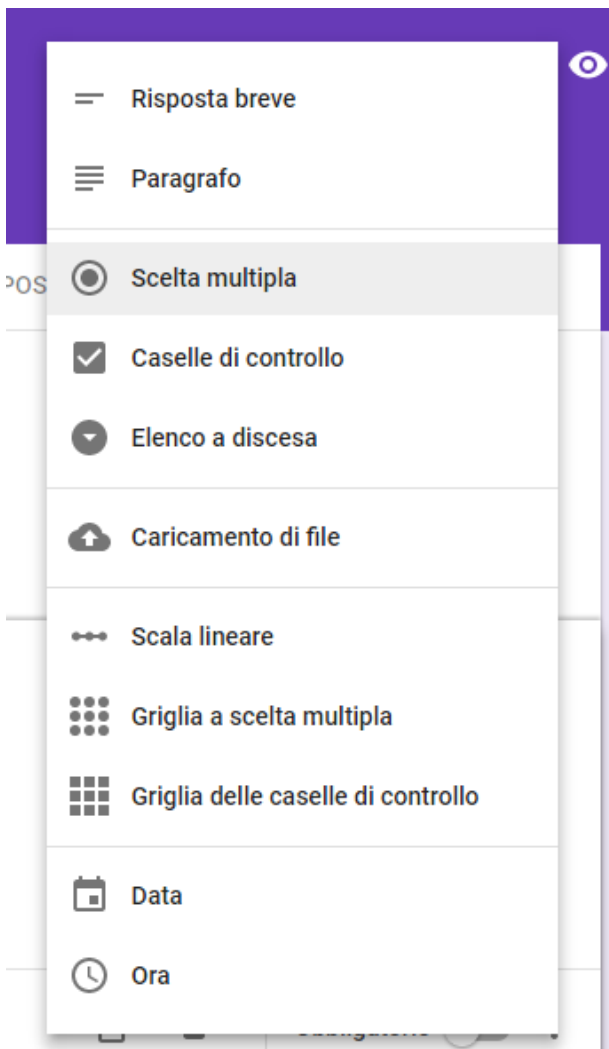 Risposta breve
Paragrafo
Scelta multipla
Caselle di controllo
Elenco a discesa
Caricamento di file
Scala lineare
Griglia a scelta multipla
Griglia delle caselle di controllo
Data
Ora